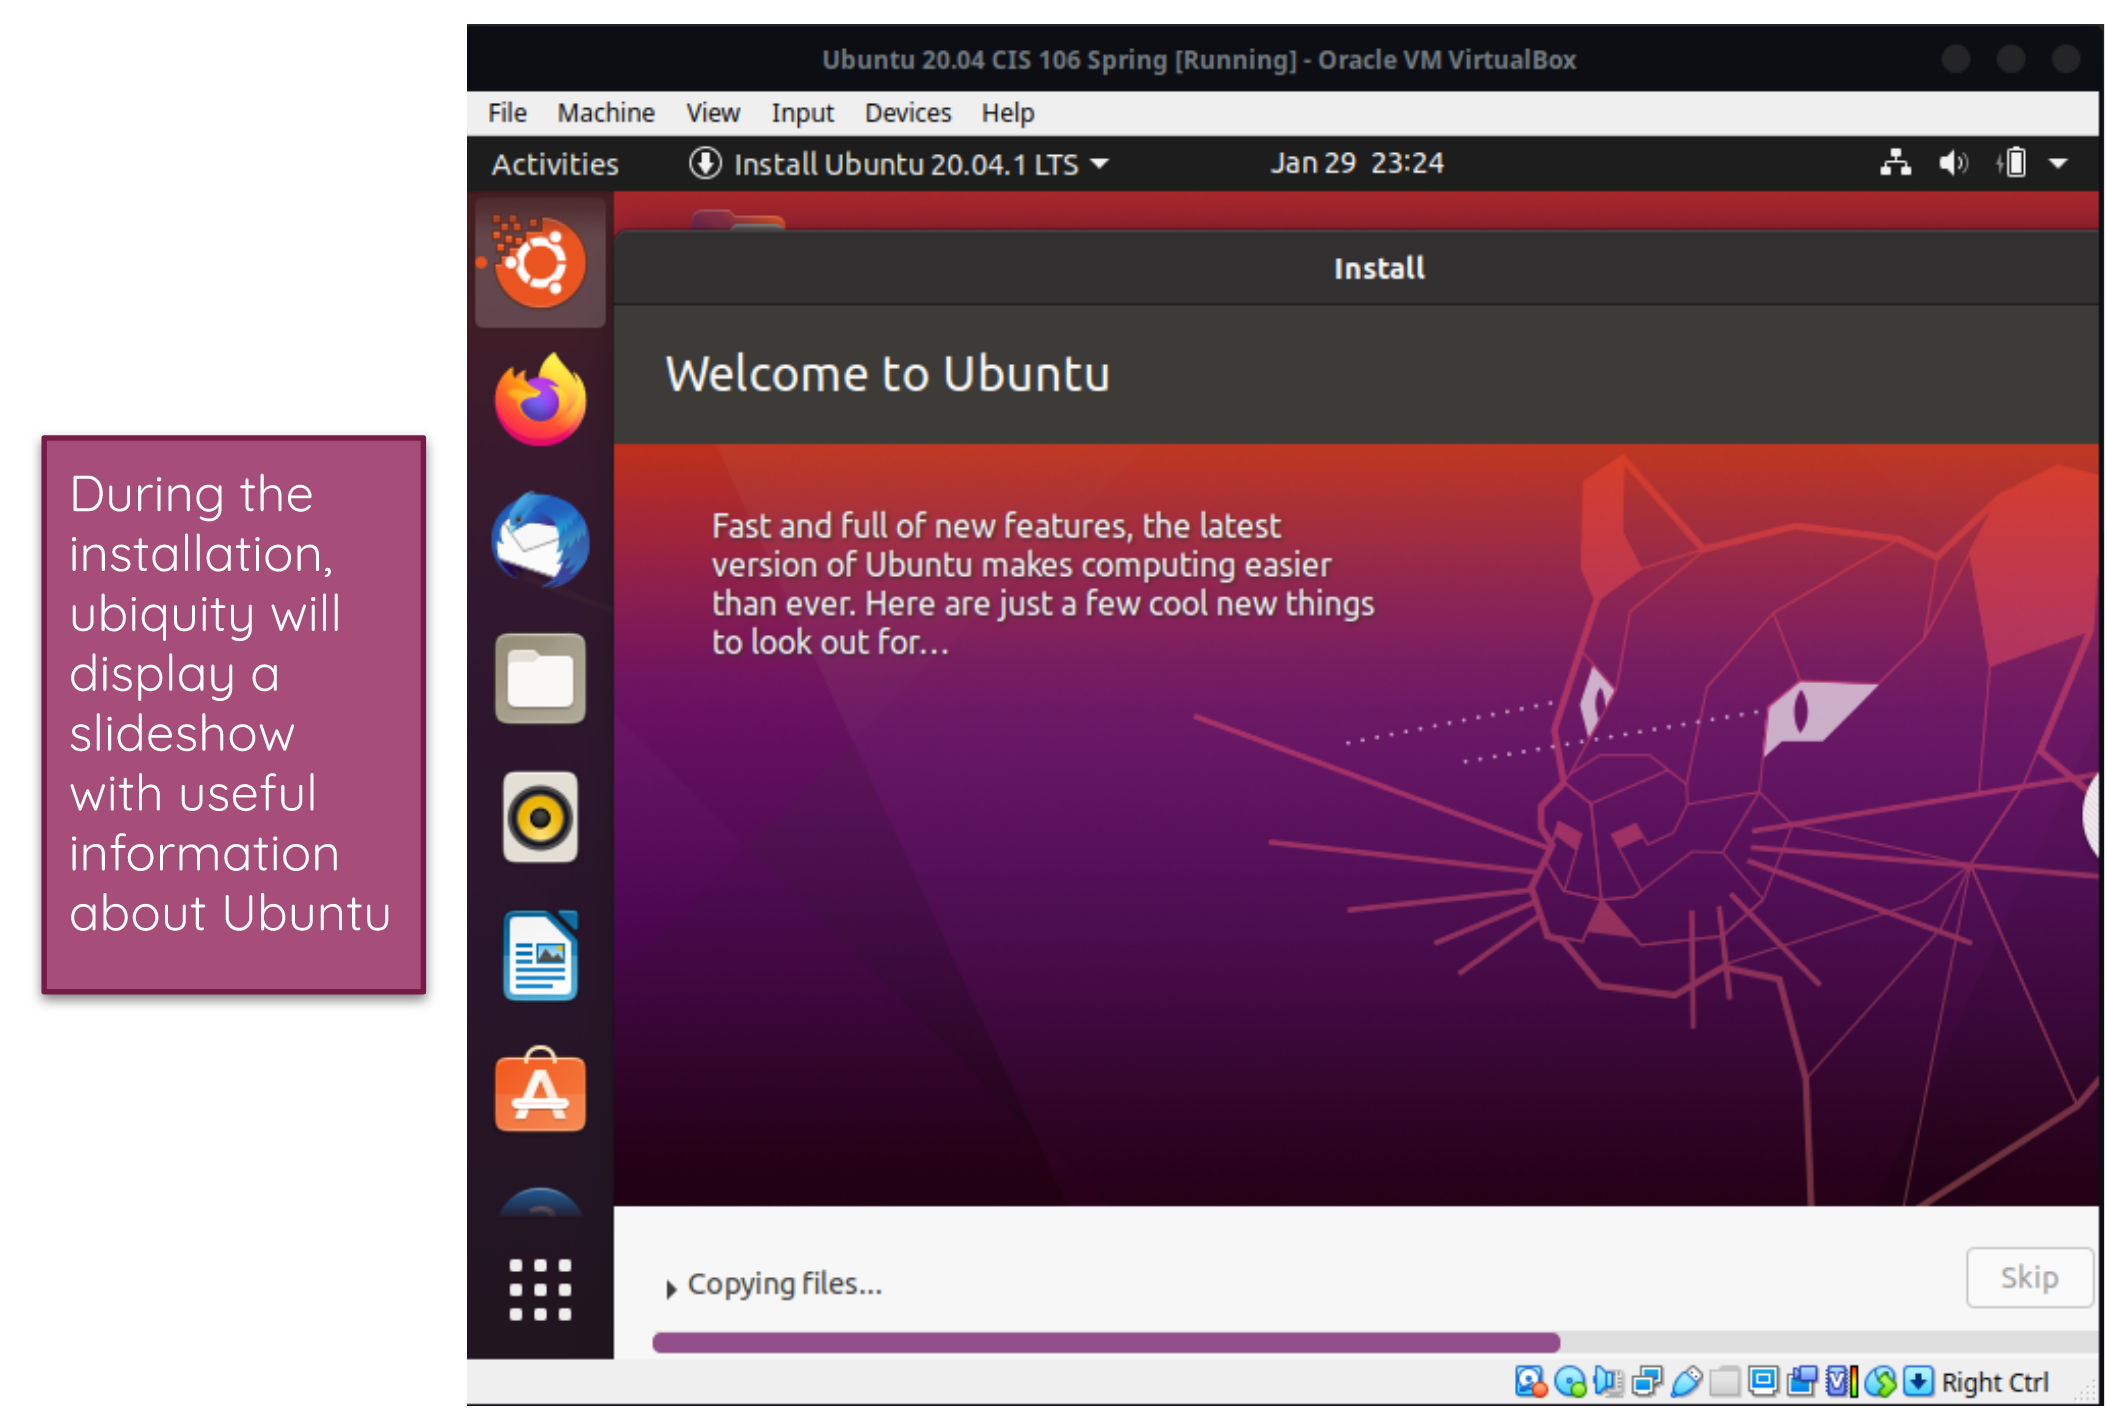 Ubuntu 20.04 CIS 106 Spring [Running] - Oracle VM VirtualBox
File Machine View Input Devices Help
Activities Install Ubuntu 20.04.1 LTS Jan 29 23:24
Install
Welcome to Ubuntu
During the
installation,
ubiquity will
display a
slideshow
with useful
information
about Ubuntu
Fast and full of new features, the latest
version of Ubuntu makes computing easier
than ever. Here are just a few cool new things
to look out for...
Copying files...
Skip
Right Ctrl